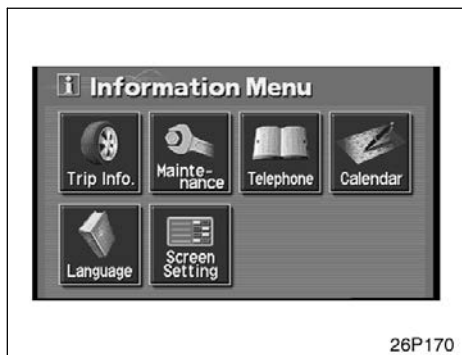 i Information Menu
Trip Info.
Mainte-
nance
Telephone
Calendar
Language
Screen
Setting
26P170